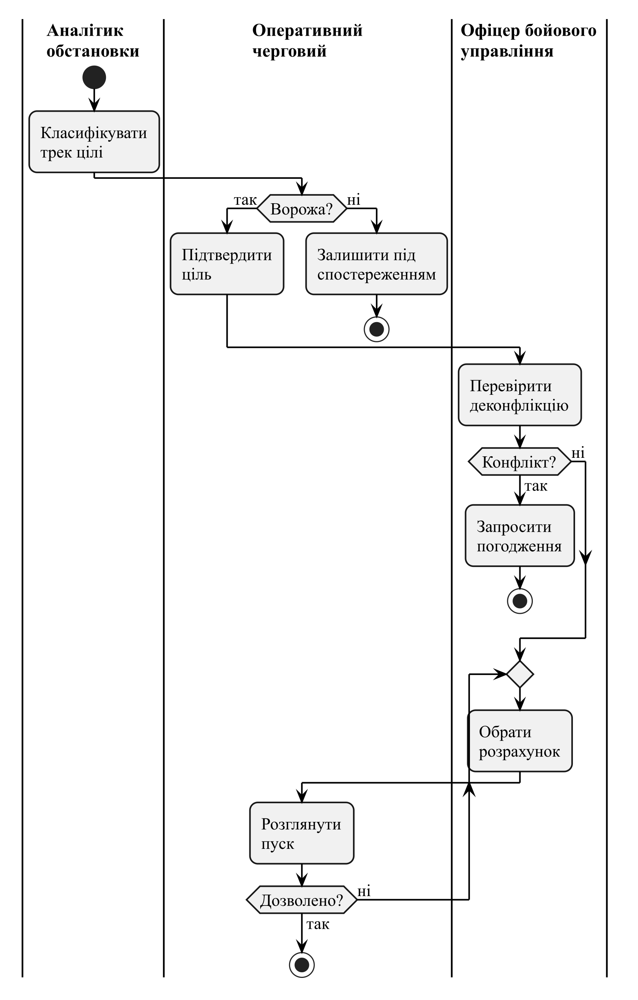 Аналітик
обстановки
Оперативний
черговий
Офіцер бойового
управління
Класифікувати
трек цілі
так
Ворожа?
ні
Підтвердити
ціль
Залишити під
спостереженням
Перевірити
деконфлікцію
Конфлікт?
ні
так
Запросити
погодження
Обрати
розрахунок
Розглянути
пуск
Дозволено?
ні
так